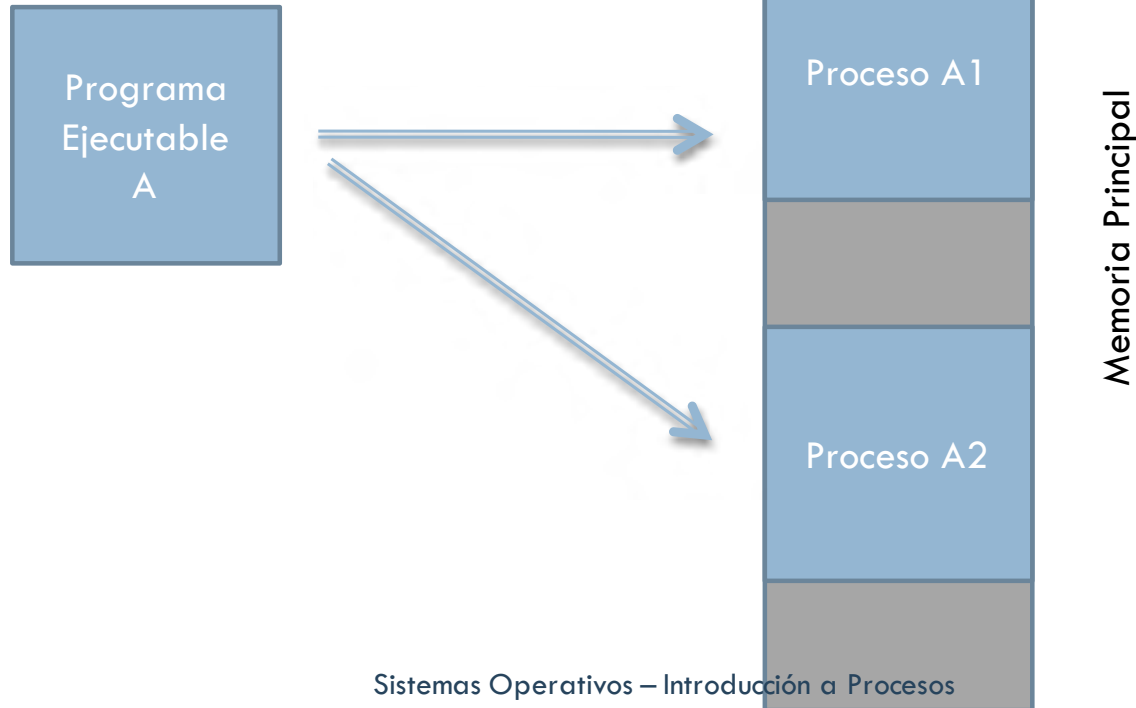 Programa
Ejecutable
A
Proceso A1
Proceso A2
Memoria Principal
Sistemas Operativos – Introducción a Procesos